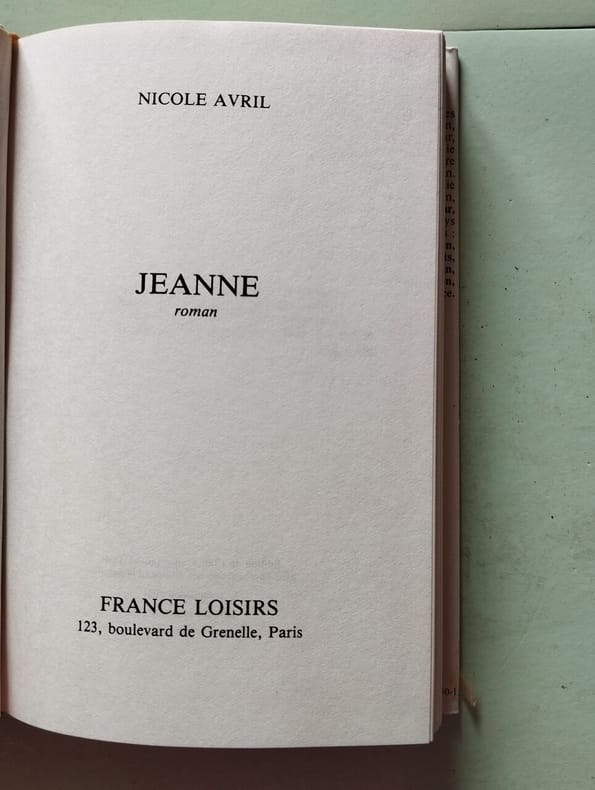 NICOLE AVRIL
JEANNE
roman
FRANCE LOISIRS
123, boulevard de Grenelle, Paris